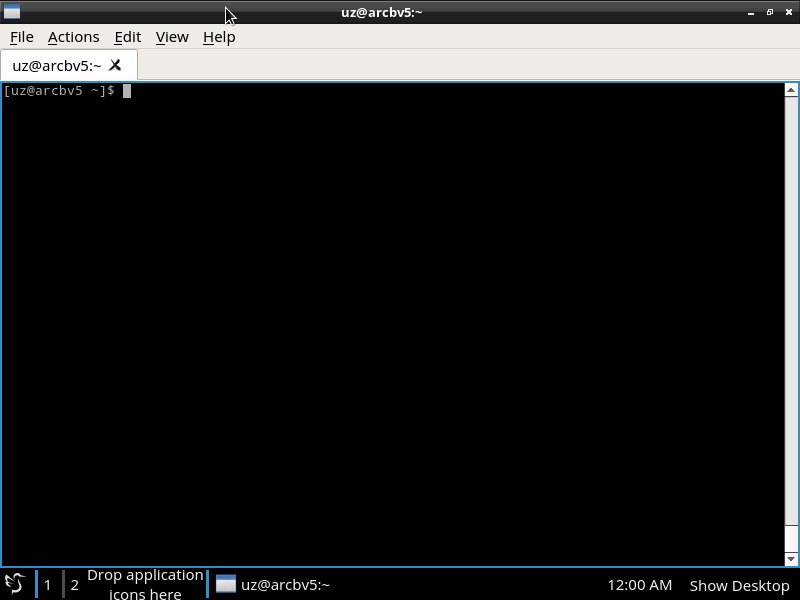 uz@arcbv5:~
File Actions Edit View Help
uz@arcbv5:~
[uz@arcbv5 ~]$
1 2 Drop application icons here uz@arcbv5:~ 12:00 AM Show Desktop